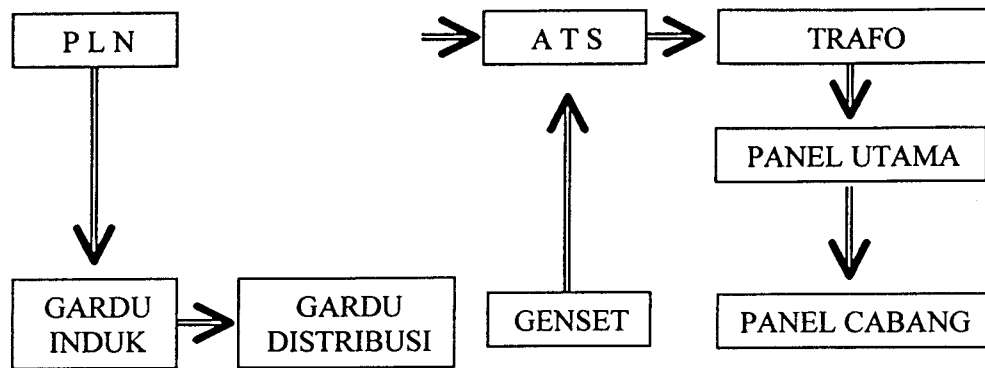 P L N
A T S
TRAFO
PANEL UTAMA
GARDU
INDUK
GARDU
DISTRIBUSI
GENSET
PANEL CABANG